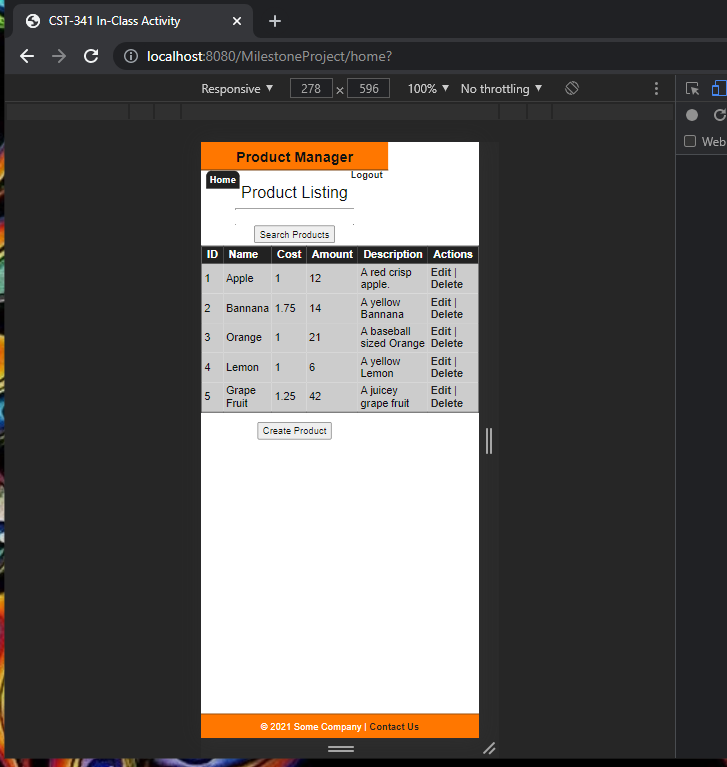 CST-341 In-Class Activity
localhost:8080/MilestoneProject/home?
Responsive 278 × 596 100% No throttling
Web
Product Manager
Home Logout
Product Listing
Search Products
ID Name Cost Amount Description Actions
1 Apple 1 12 A red crisp apple. Edit | Delete
2 Bannana 1.75 14 A yellow Bannana Edit | Delete
3 Orange 1 21 A baseball sized Orange Edit | Delete
4 Lemon 1 6 A yellow Lemon Edit | Delete
5 Grape Fruit 1.25 42 A juicey grape fruit Edit | Delete
Create Product
© 2021 Some Company | Contact Us